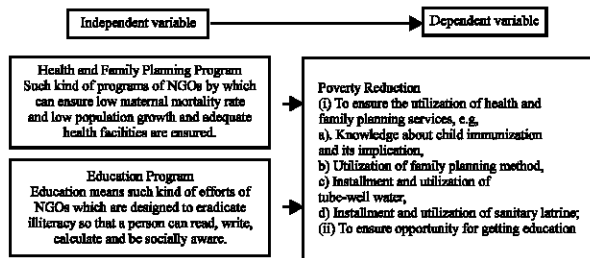 Independent variable
Dependent variable
Health and Family Planning Program
Such kind of programs of NGOs by which
can ensure low maternal mortality rate
and low population growth and adequate
health facilities are ensured.
Education Program
Education means such kind of efforts of
NGOs which are designed to eradicate
illiteracy so that a person can read, write,
calculate and be socially aware.
Poverty Reduction
(i) To ensure the utilization of health and
family planning services, e.g,
a). Knowledge about child immunization
and its implication,
b) Utilization of family planning method,
c) Installment and utilization of
tube-well water,
d) Installment and utilization of sanitary latrine;
(ii) To ensure opportunity for getting education